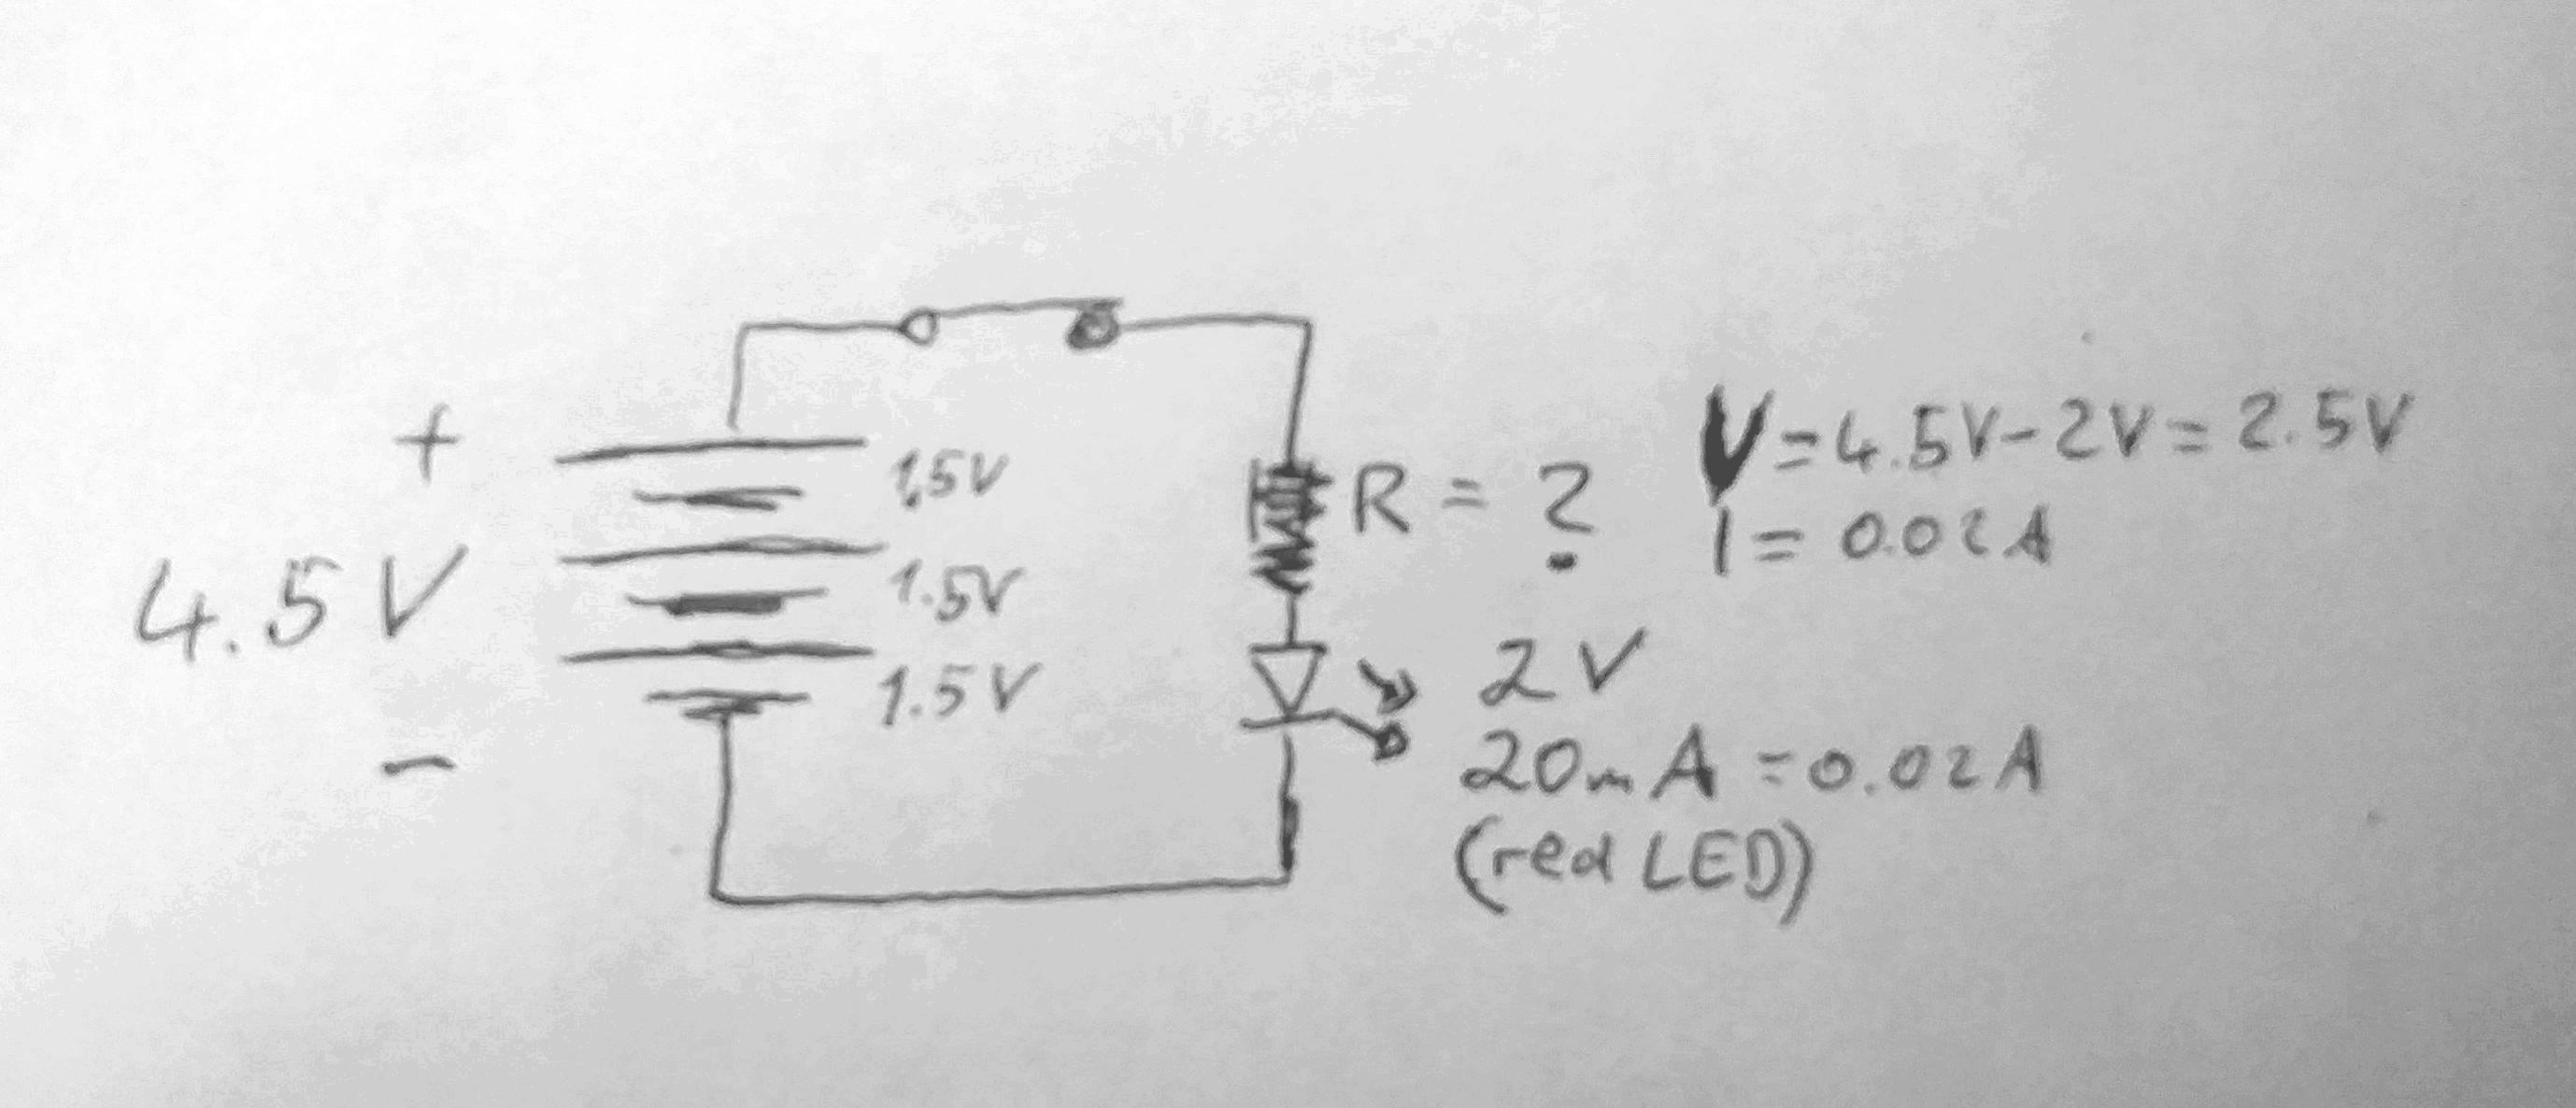 +
4.5 V
-
1.5V
1.5V
1.5V
R = ?
V=4.5V-2V=2.5V
I = 0.02A
2V
20mA=0.02A
(red LED)